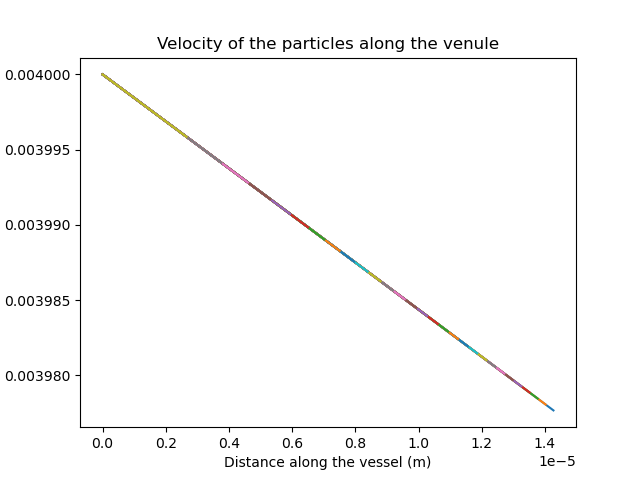 Velocity of the particles along the venule
0.004000
0.003995
0.003990
0.003985
0.003980
0.0 0.2 0.4 0.6 0.8 1.0 1.2 1.4
1e−5
Distance along the vessel (m)